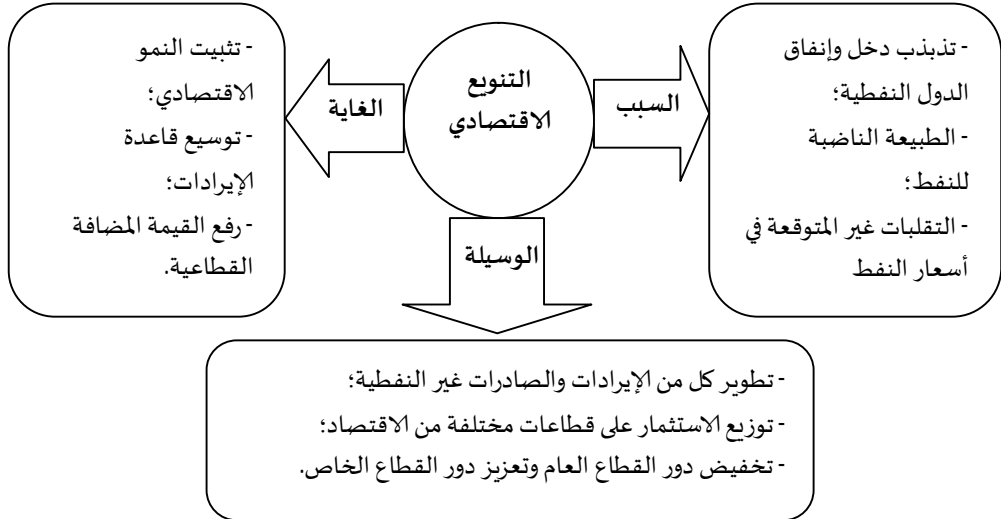 التنويع
الاقتصادي
السبب
- تذبذب دخل وإنفاق
الدول النفطية؛
- الطبيعة الناضبة
للنفط؛
- التقلبات غير المتوقعة في
أسعار النفط
الغاية
- تثبيت النمو
الاقتصادي؛
- توسيع قاعدة
الإيرادات؛
- رفع القيمة المضافة
القطاعية.
الوسيلة
- تطوير كل من الإيرادات والصادرات غير النفطية؛
- توزيع الاستثمار على قطاعات مختلفة من الاقتصاد؛
- تخفيض دور القطاع العام وتعزيز دور القطاع الخاص.